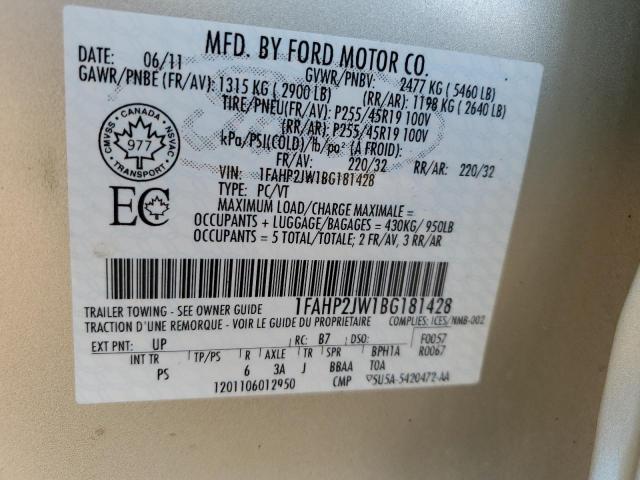 MFD. BY FORD MOTOR CO.
DATE: 06/11
GVWR/PNBV: 2477 KG ( 5460 LB)
GAWR/PNBE (FR/AV): 1315 KG ( 2900 LB)
(RR/AR): 1198 KG ( 2640 LB)
TIRE/PNEU(FR/AV): P255/45R19 100V
(RR/AR): P255/45R19 100V
kPa/PSI(COLD)/lb/po² (À FROID):
FR/AV: 220/32
RR/AR: 220/32
CMVSS • CANADA • NSVAC
977
TRANSPORT
VIN: 1FAHP2JW1BG181428
TYPE: PC/VT
EC
MAXIMUM LOAD/CHARGE MAXIMALE =
OCCUPANTS + LUGGAGE/BAGAGES = 430KG/ 950LB
OCCUPANTS = 5 TOTAL/TOTALE; 2 FR/AV, 3 RR/AR
TRAILER TOWING - SEE OWNER GUIDE
1FAHP2JW1BG181428
TRACTION D'UNE REMORQUE - VOIR LE GUIDE DU PROPRIETAIRE
COMPLIES: ICES/NMB-002
EXT PNT: UP RC: B7 DSO: F0057
INT TR TP/PS R AXLE TR SPR BPH1A R0067
PS 6 3A J BBAA TOA
1201106012950 CMP 5U5A-5420472-AA